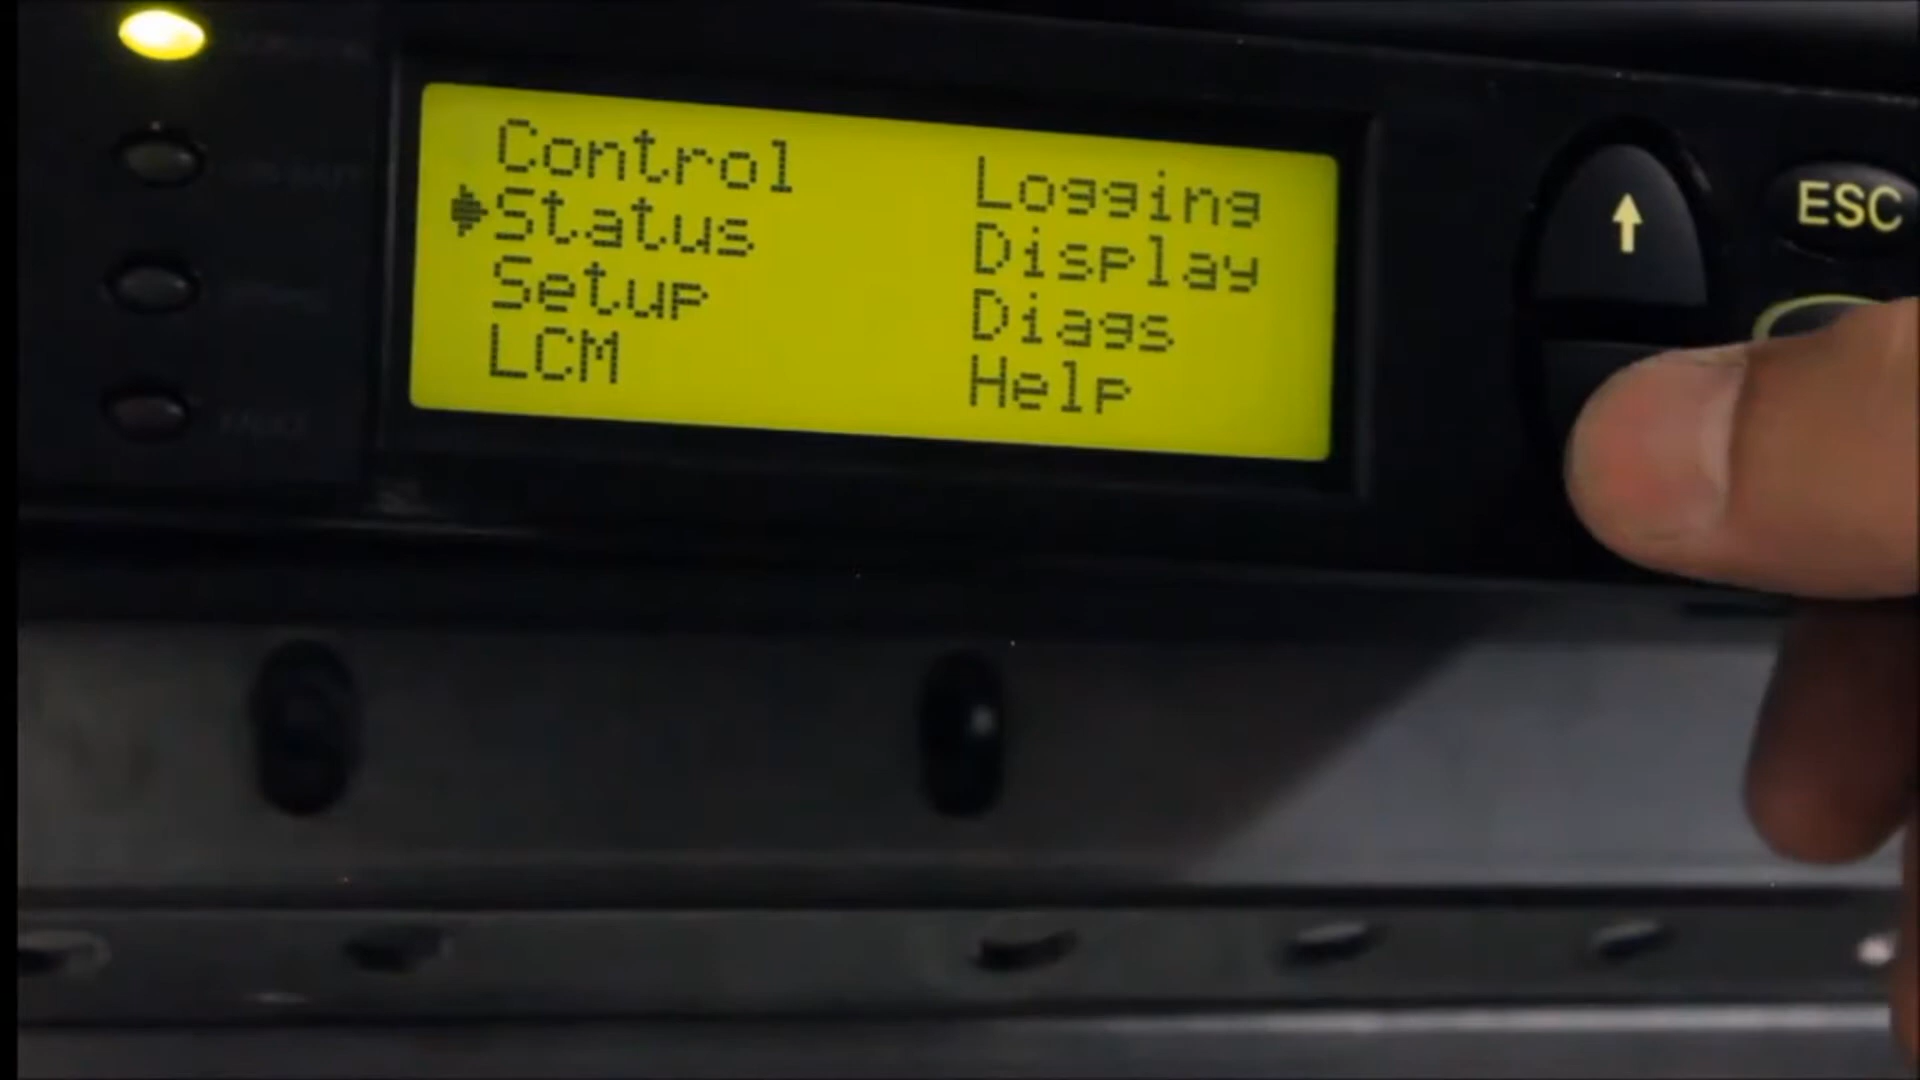 Control Logging
Status Display
Setup Diags
LCM Help
ESC